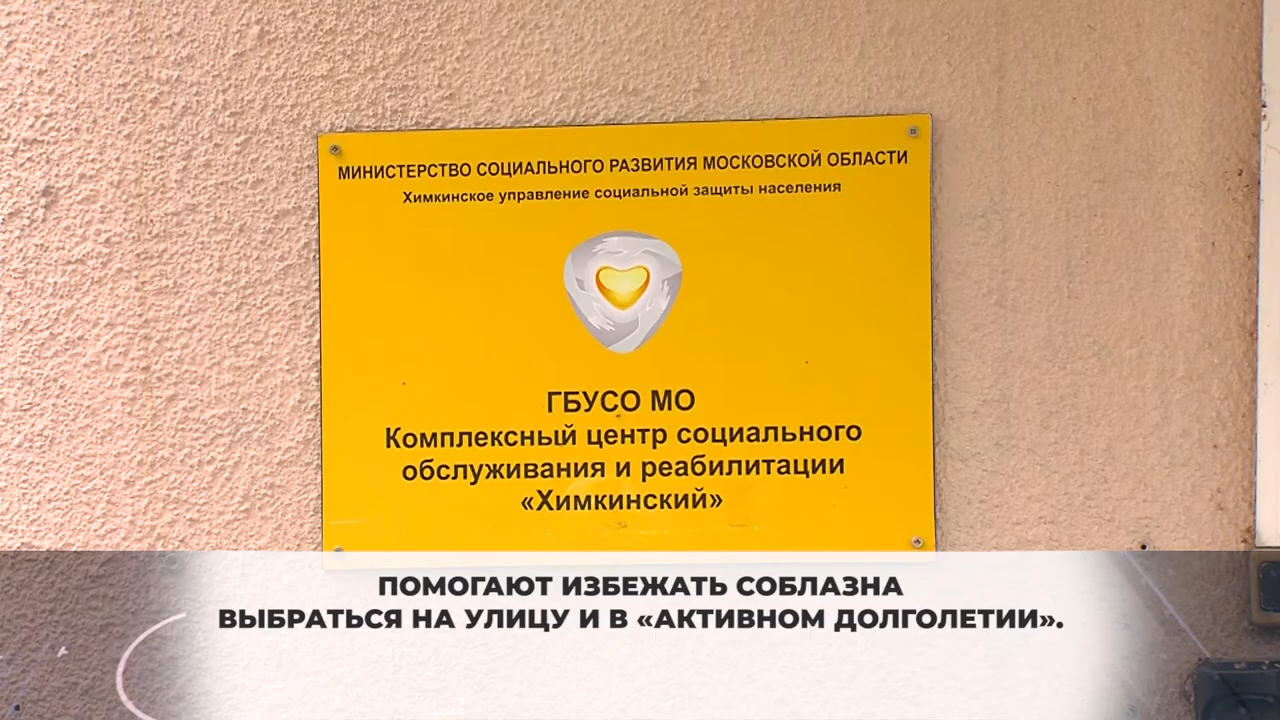 МИНИСТЕРСТВО СОЦИАЛЬНОГО РАЗВИТИЯ МОСКОВСКОЙ ОБЛАСТИ
Химкинское управление социальной защиты населения
ГБУСО МО
Комплексный центр социального
обслуживания и реабилитации
«Химкинский»
ПОМОГАЮТ ИЗБЕЖАТЬ СОБЛАЗНА
ВЫБРАТЬСЯ НА УЛИЦУ И В «АКТИВНОМ ДОЛГОЛЕТИИ».